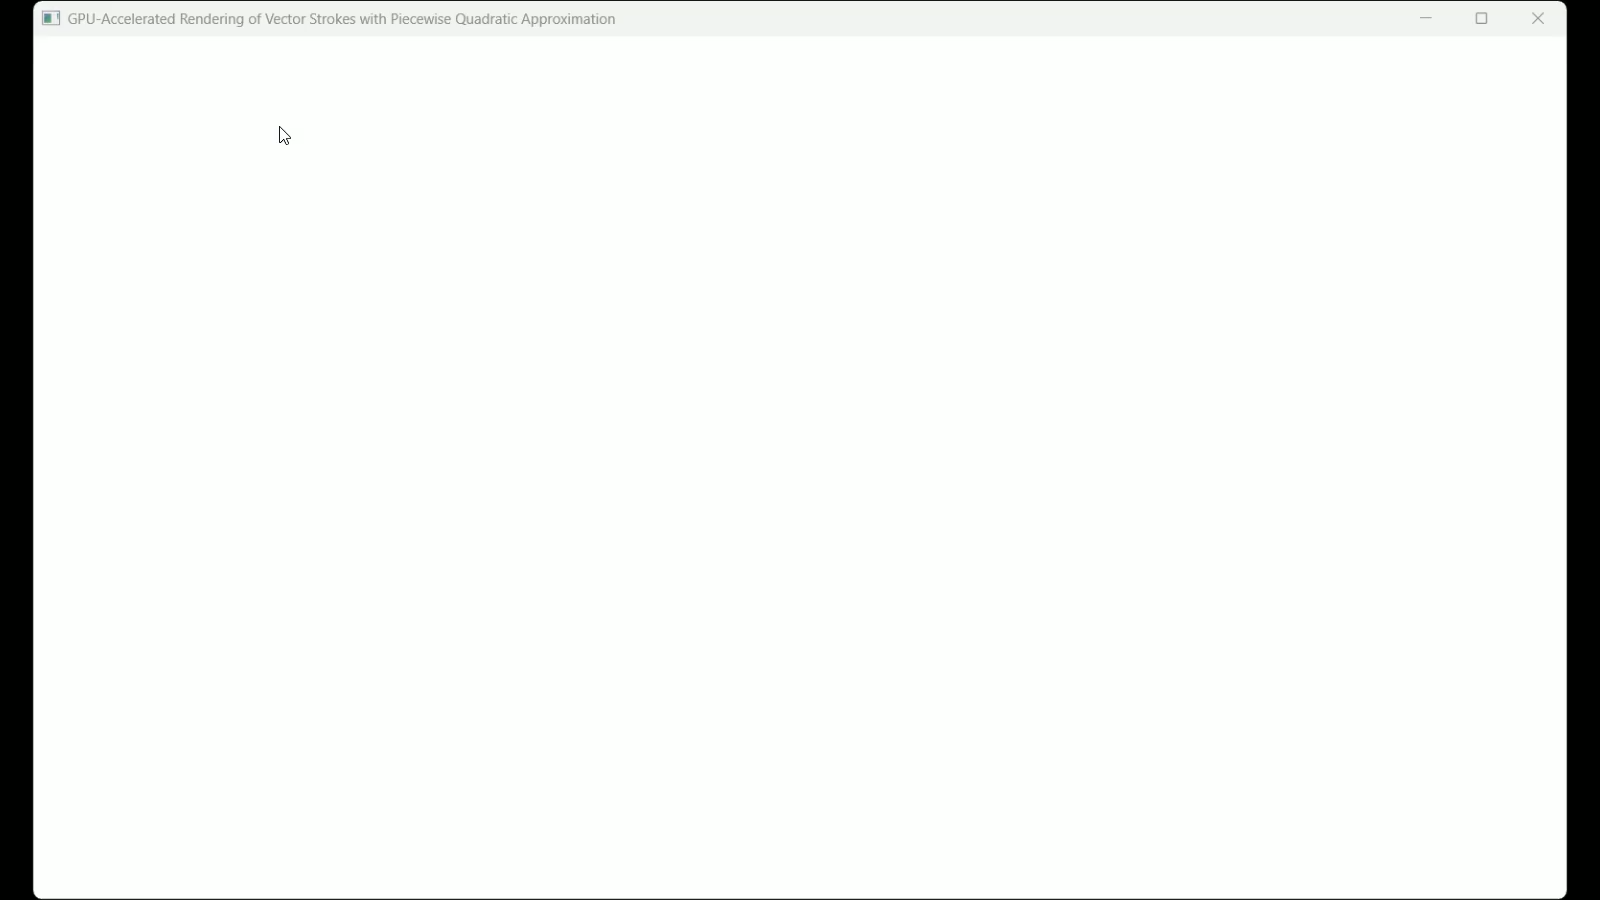 GPU-Accelerated Rendering of Vector Strokes with Piecewise Quadratic Approximation